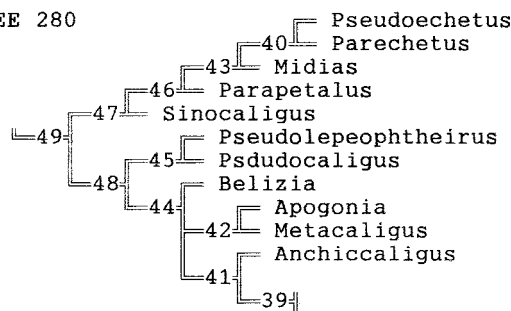 EE 280
Pseudoechetus
40
Parechetus
43
Midias
46
Parapetalus
47
Sinocaligus
49
Pseudolepeophtheirus
45
Psdudocaligus
48
Belizia
44
Apogonia
42
Metacaligus
Anchiccaligus
41
39